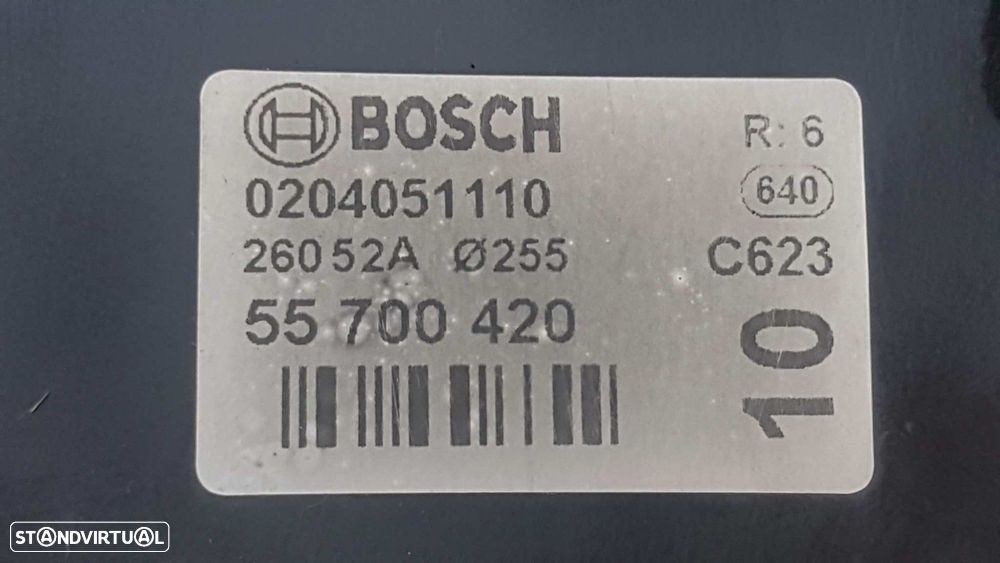 BOSCH
R: 6
0204051110
640
26052A Ø255
C623
55 700 420
10
STANDVIRTUAL